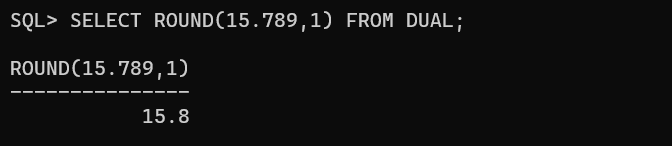 SQL> SELECT ROUND(15.789,1) FROM DUAL;
ROUND(15.789,1)
---------------
15.8